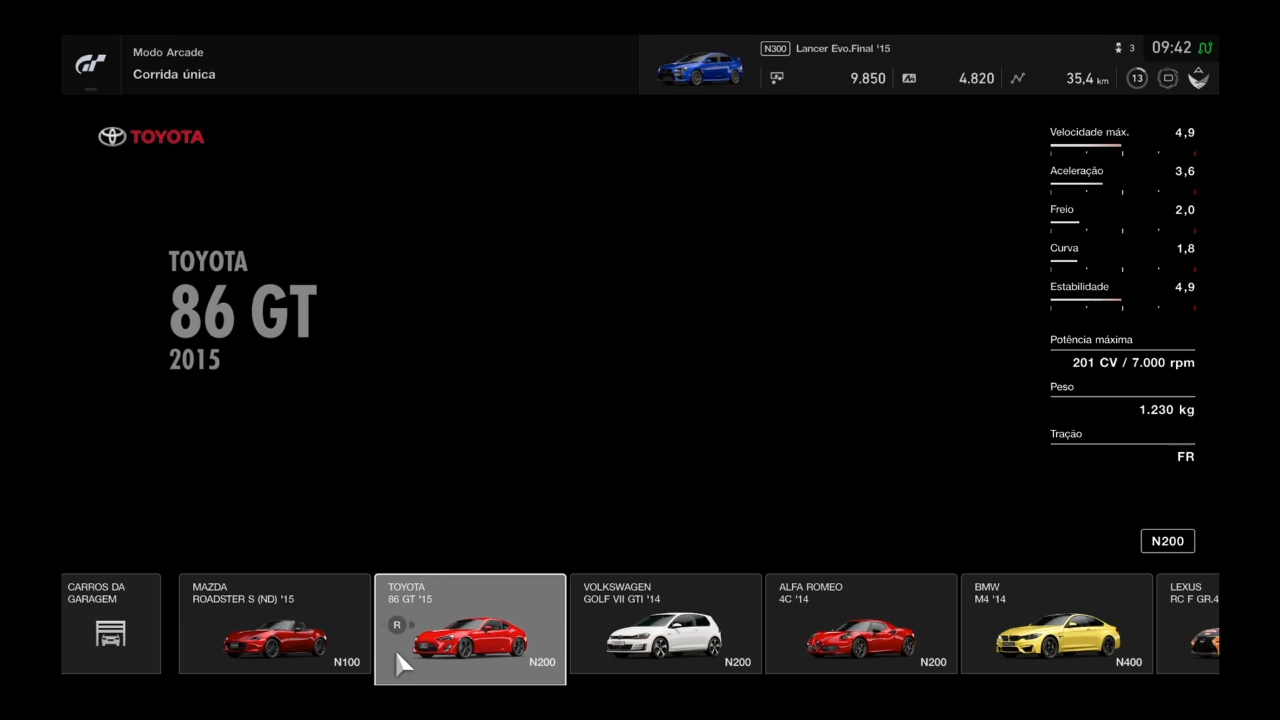 Modo Arcade
Corrida única
N300 Lancer Evo.Final '15
3
09:42
9.850
4.820
35,4 km
13
D
TOYOTA
TOYOTA
86 GT
2015
Velocidade máx. 4,9
Aceleração 3,6
Freio 2,0
Curva 1,8
Estabilidade 4,9
Potência máxima
201 CV / 7.000 rpm
Peso
1.230 kg
Tração
FR
N200
CARROS DA
GARAGEM
MAZDA
ROADSTER S (ND) '15
N100
TOYOTA
86 GT '15
R
N200
VOLKSWAGEN
GOLF VII GTI '14
N200
ALFA ROMEO
4C '14
N200
BMW
M4 '14
N400
LEXUS
RC F GR.4